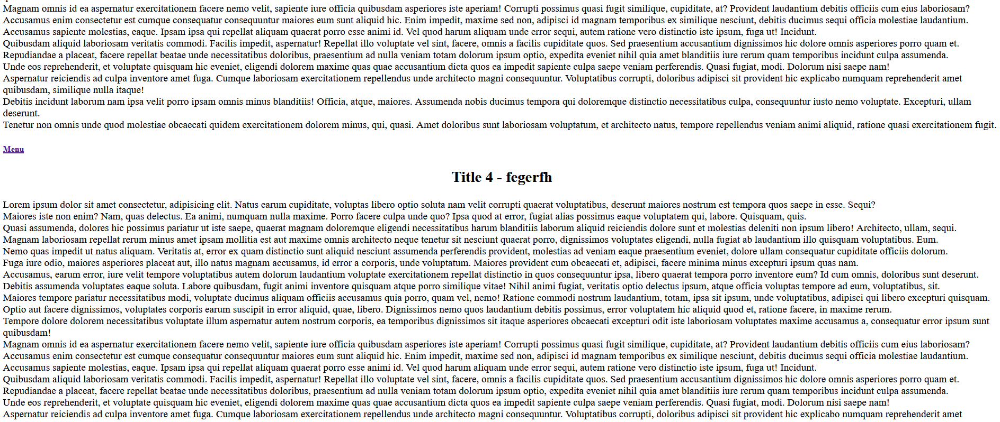 Magnam omnis id ea aspernatur exercitationem facere nemo velit, sapiente iure officia quibusdam asperiores iste aperiam! Corrupti possimus quasi fugit similique, cupiditate, at? Provident laudantium debitis officiis cum eius laboriosam?
Accusamus enim consectetur est cumque consequatur consequuntur maiores eum sunt aliquid hic. Enim impedit, maxime sed non, adipisci id magnam temporibus ex similique nesciunt, debitis ducimus sequi officia molestiae laudantium.
Accusamus sapiente molestias, eaque. Ipsam ipsa qui repellat aliquam quaerat porro esse animi id. Vel quod harum aliquam unde error sequi, autem ratione vero distinctio iste ipsum, fuga ut! Incidunt.
Quibusdam aliquid laboriosam veritatis commodi. Facilis impedit, aspernatur! Repellat illo voluptate vel sint, facere, omnis a facilis cupiditate quos. Sed praesentium accusantium dignissimos hic dolore omnis asperiores porro quam et.
Repudiandae a placeat, facere repellat beatae unde necessitatibus doloribus, praesentium ad nulla veniam totam dolorum ipsum optio, expedita eveniet nihil quia amet blanditiis iure rerum quam temporibus incidunt culpa assumenda.
Unde eos reprehenderit, et voluptate quisquam hic eveniet, eligendi dolorem maxime quas quae accusantium dicta quos ea impedit sapiente culpa saepe veniam perferendis. Quasi fugiat, modi. Dolorum nisi saepe nam!
Aspernatur reiciendis ad culpa inventore amet fuga. Cumque laboriosam exercitationem repellendus unde architecto magni consequuntur. Voluptatibus corrupti, doloribus adipisci sit provident hic explicabo numquam reprehenderit amet
quibusdam, similique nulla itaque!
Debitis incidunt laborum nam ipsa velit porro ipsam omnis minus blanditiis! Officia, atque, maiores. Assumenda nobis ducimus tempora qui doloremque distinctio necessitatibus culpa, consequuntur iusto nemo voluptate. Excepturi, ullam
deserunt.
Tenetur non omnis unde quod molestiae obcaecati quidem exercitationem dolorem minus, qui, quasi. Amet doloribus sunt laboriosam voluptatum, et architecto natus, tempore repellendus veniam animi aliquid, ratione quasi exercitationem fugit.
Menu
Title 4 - fegerfh
Lorem ipsum dolor sit amet consectetur, adipisicing elit. Natus earum cupiditate, voluptas libero optio soluta nam velit corrupti quaerat voluptatibus, deserunt maiores nostrum est tempora quos saepe in esse. Sequi?
Maiores iste non enim? Nam, quas delectus. Ea animi, numquam nulla maxime. Porro facere culpa unde quo? Ipsa quod at error, fugiat alias possimus eaque voluptatem qui, labore. Quisquam, quis.
Quasi assumenda, dolores hic possimus pariatur ut iste saepe, quaerat magnam doloremque eligendi necessitatibus harum blanditiis laborum aliquid reiciendis dolore sunt et molestias deleniti non ipsum libero! Architecto, ullam, sequi.
Magnam laboriosam repellat rerum minus amet ipsam mollitia est aut maxime omnis architecto neque tenetur sit nesciunt quaerat porro, dignissimos voluptates eligendi, nulla fugiat ab laudantium illo quisquam voluptatibus. Eum.
Nemo quas impedit ut natus aliquam. Veritatis at, error ex quam distinctio sunt aliquid nesciunt assumenda perferendis provident, molestias ad veniam eaque praesentium eveniet, dolore ullam consequatur cupiditate officiis dolorum.
Fuga iure odio, maiores asperiores placeat aut, illo natus magnam accusamus, id error a corporis, unde voluptatum. Maiores provident cum obcaecati et, adipisci, facere minima minus excepturi ipsum quas nam.
Accusamus, earum error, iure velit tempore voluptatibus autem dolorum laudantium voluptate exercitationem repellat distinctio in quos consequuntur ipsa, libero quaerat tempora porro inventore eum? Id cum omnis, doloribus sunt deserunt.
Debitis assumenda voluptates eaque soluta. Labore quibusdam, fugit animi inventore quisquam atque porro similique vitae! Nihil animi fugiat, veritatis optio delectus ipsum, atque officia voluptas tempore ad eum, voluptatibus, sit.
Maiores tempore pariatur necessitatibus modi, voluptate ducimus aliquam officiis accusamus quia porro, quam vel, nemo! Ratione commodi nostrum laudantium, totam, ipsa sit ipsum, unde voluptatibus, adipisci qui libero excepturi quisquam.
Optio aut facere dignissimos, voluptates corporis earum suscipit in error aliquid, quae, libero. Dignissimos nemo quos laudantium debitis possimus, error voluptatem hic aliquid quod et, ratione facere, in maxime rerum.
Tempore dolore dolorem necessitatibus voluptate illum aspernatur autem nostrum corporis, ea temporibus dignissimos sit itaque asperiores obcaecati excepturi odit iste laboriosam voluptates maxime accusamus a, consequatur error ipsum sunt
quibusdam!
Magnam omnis id ea aspernatur exercitationem facere nemo velit, sapiente iure officia quibusdam asperiores iste aperiam! Corrupti possimus quasi fugit similique, cupiditate, at? Provident laudantium debitis officiis cum eius laboriosam?
Accusamus enim consectetur est cumque consequatur consequuntur maiores eum sunt aliquid hic. Enim impedit, maxime sed non, adipisci id magnam temporibus ex similique nesciunt, debitis ducimus sequi officia molestiae laudantium.
Accusamus sapiente molestias, eaque. Ipsam ipsa qui repellat aliquam quaerat porro esse animi id. Vel quod harum aliquam unde error sequi, autem ratione vero distinctio iste ipsum, fuga ut! Incidunt.
Quibusdam aliquid laboriosam veritatis commodi. Facilis impedit, aspernatur! Repellat illo voluptate vel sint, facere, omnis a facilis cupiditate quos. Sed praesentium accusantium dignissimos hic dolore omnis asperiores porro quam et.
Repudiandae a placeat, facere repellat beatae unde necessitatibus doloribus, praesentium ad nulla veniam totam dolorum ipsum optio, expedita eveniet nihil quia amet blanditiis iure rerum quam temporibus incidunt culpa assumenda.
Unde eos reprehenderit, et voluptate quisquam hic eveniet, eligendi dolorem maxime quas quae accusantium dicta quos ea impedit sapiente culpa saepe veniam perferendis. Quasi fugiat, modi. Dolorum nisi saepe nam!
Aspernatur reiciendis ad culpa inventore amet fuga. Cumque laboriosam exercitationem repellendus unde architecto magni consequuntur. Voluptatibus corrupti, doloribus adipisci sit provident hic explicabo numquam reprehenderit amet